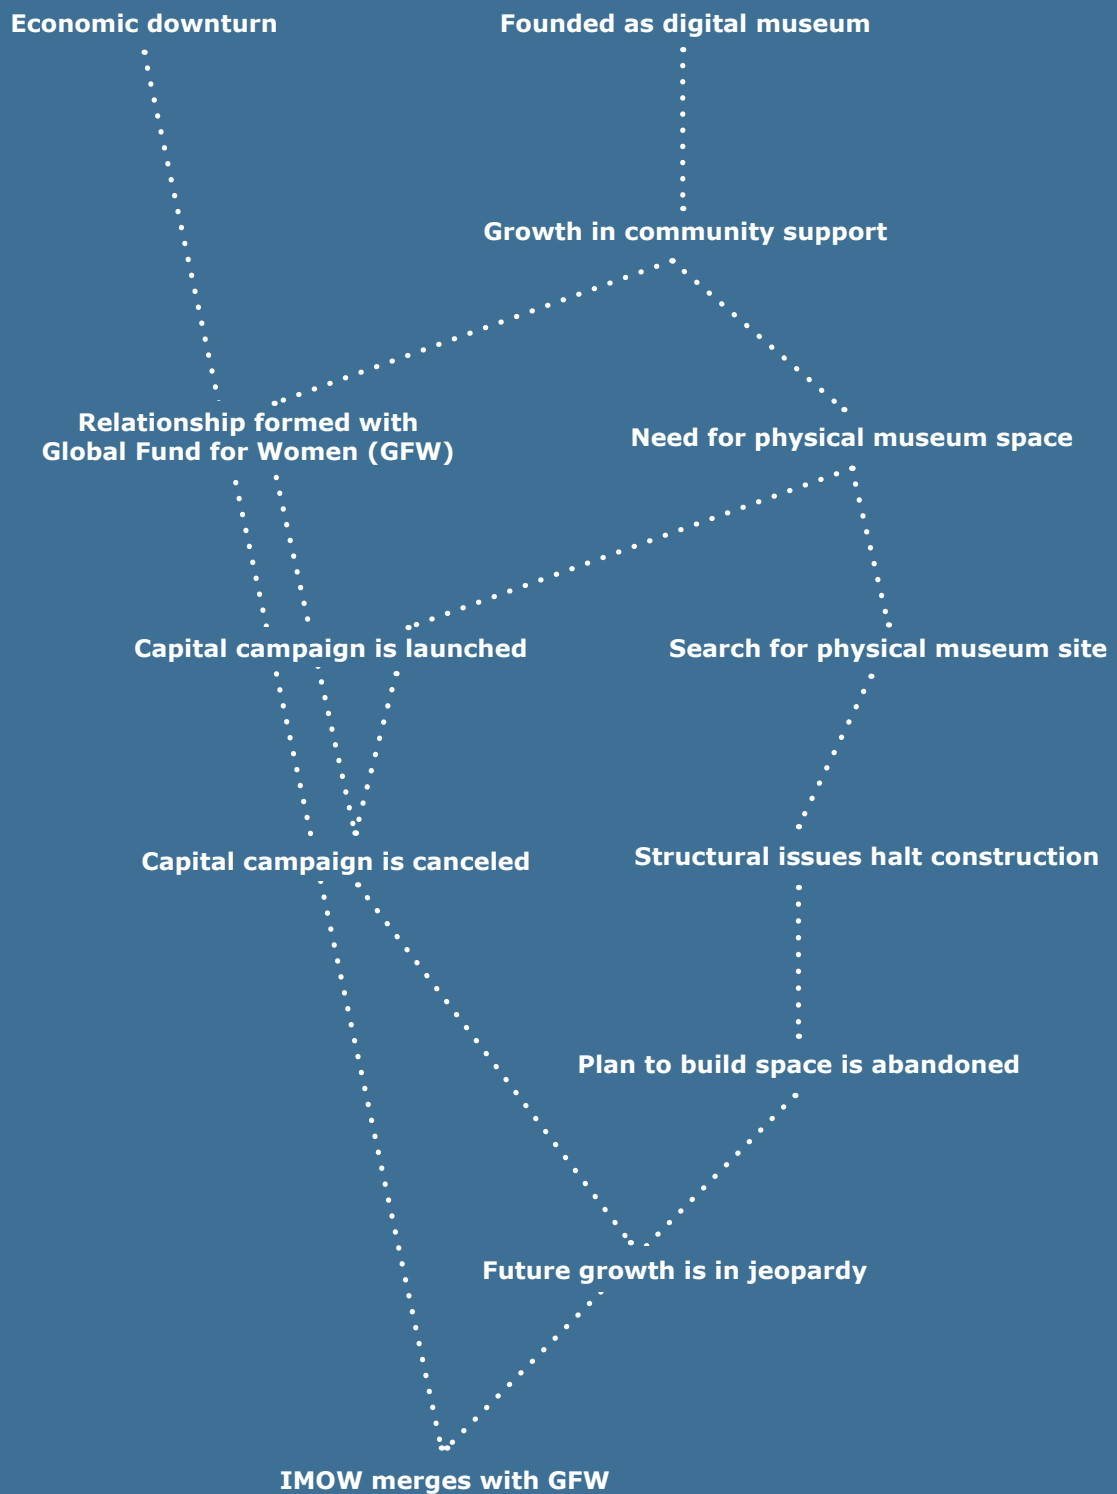 Economic downturn
Founded as digital museum
Growth in community support
Relationship formed with
Global Fund for Women (GFW)
Need for physical museum space
Capital campaign is launched
Search for physical museum site
Capital campaign is canceled
Structural issues halt construction
Plan to build space is abandoned
Future growth is in jeopardy
IMOW merges with GFW